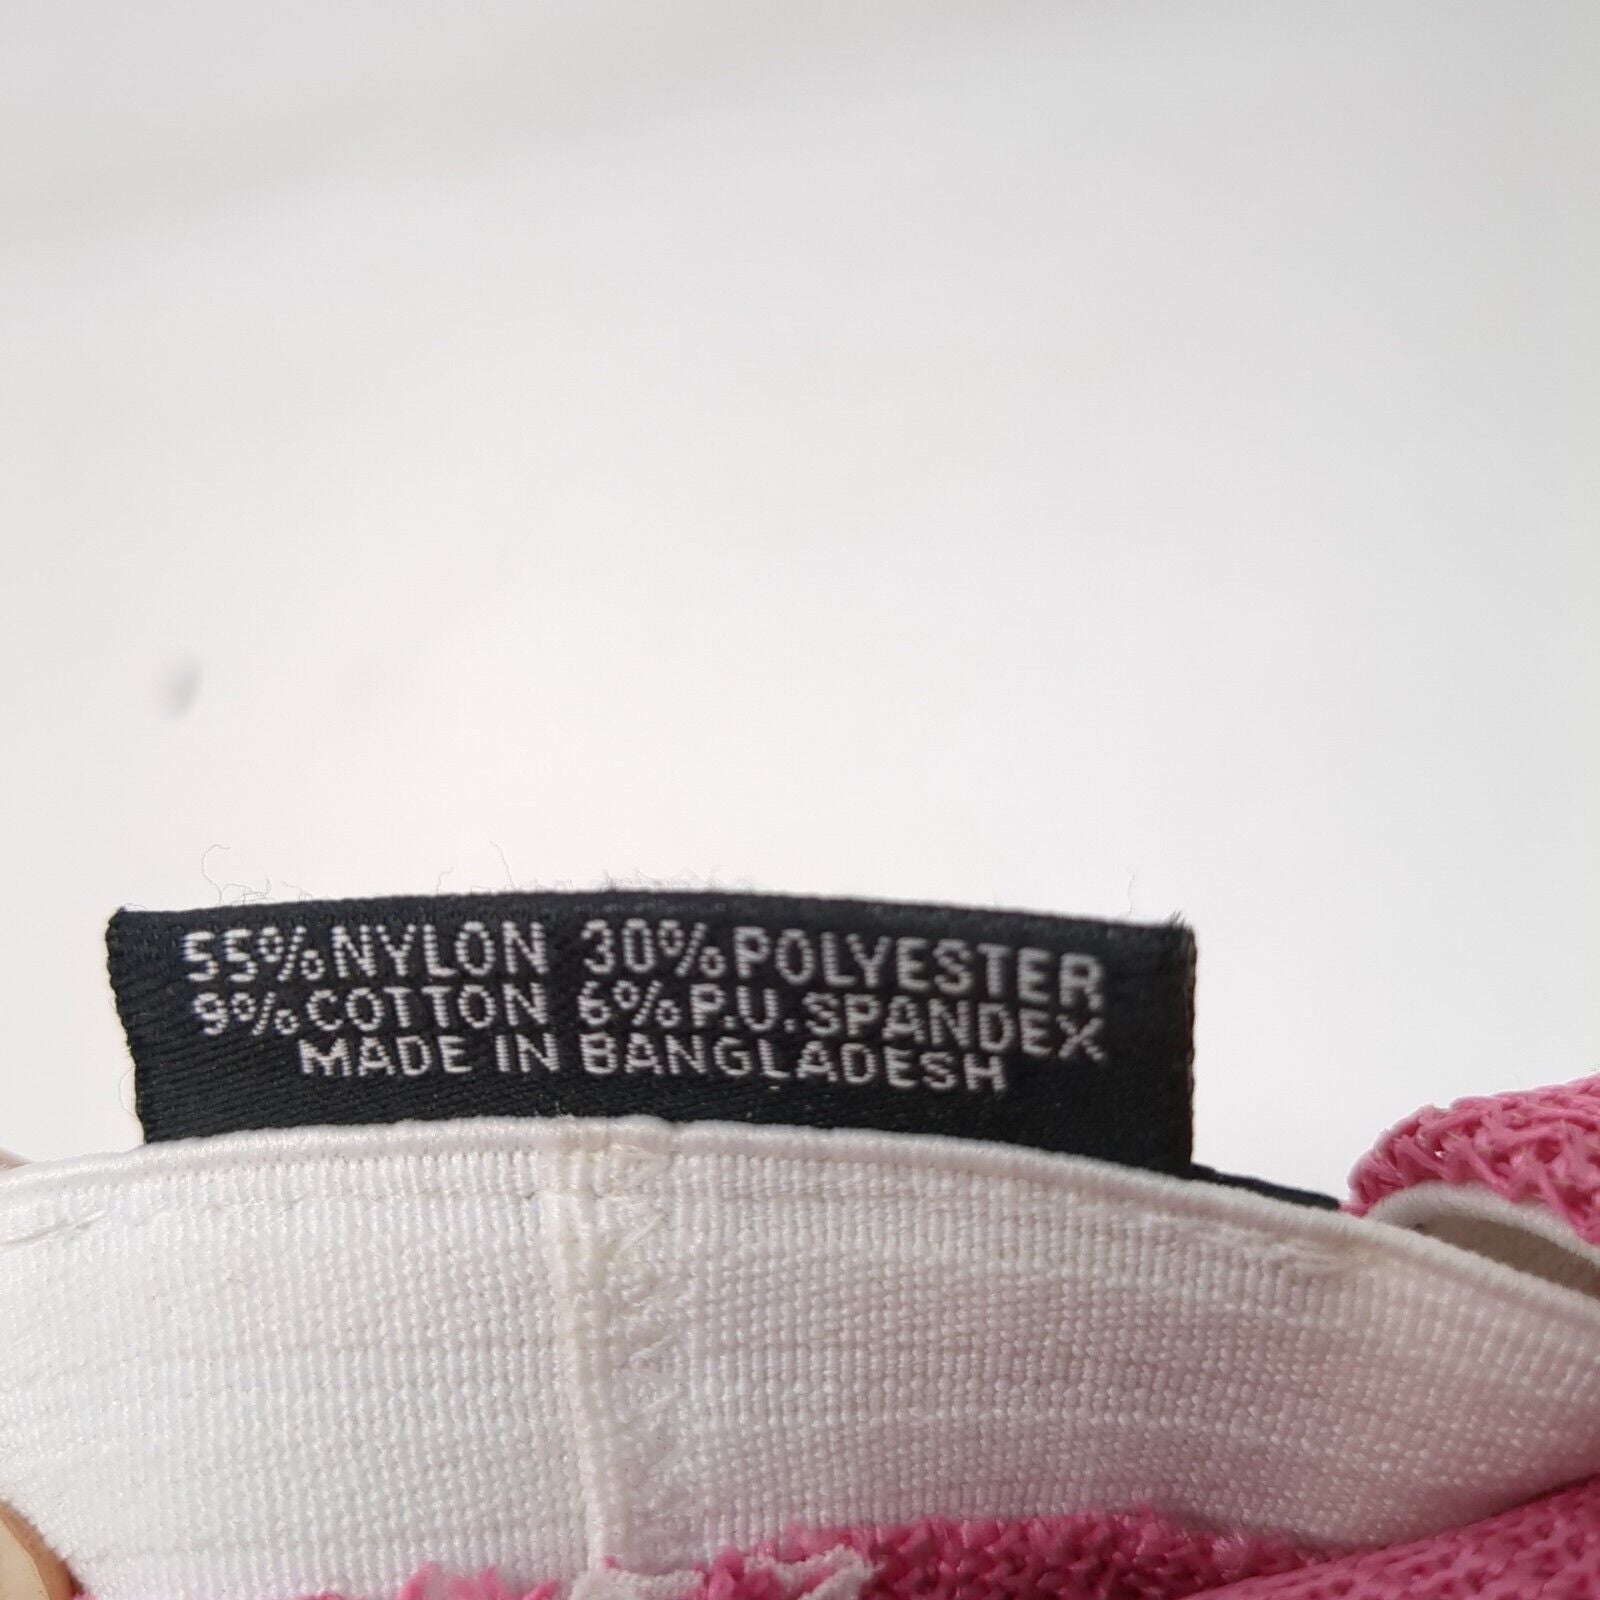 55% NYLON 30% POLYESTER
9% COTTON 6% P.U. SPANDEX
MADE IN BANGLADESH